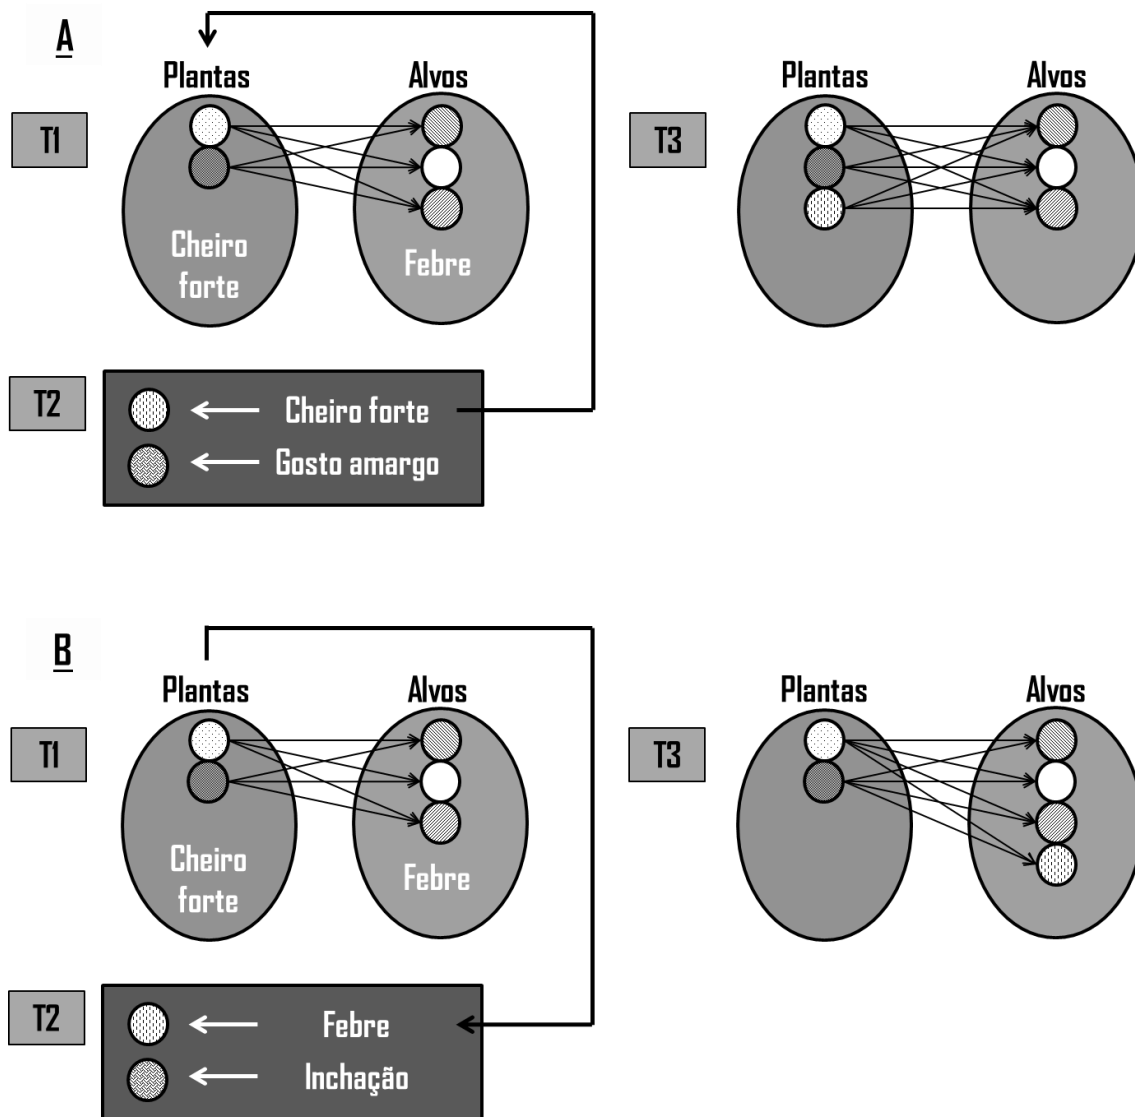 A
Plantas Alvos Plantas Alvos
T1 T3
Cheiro
forte
Febre
T2
Cheiro forte
Gosto amargo
B
Plantas Alvos Plantas Alvos
T1 T3
Cheiro
forte
Febre
T2
Febre
Inchação